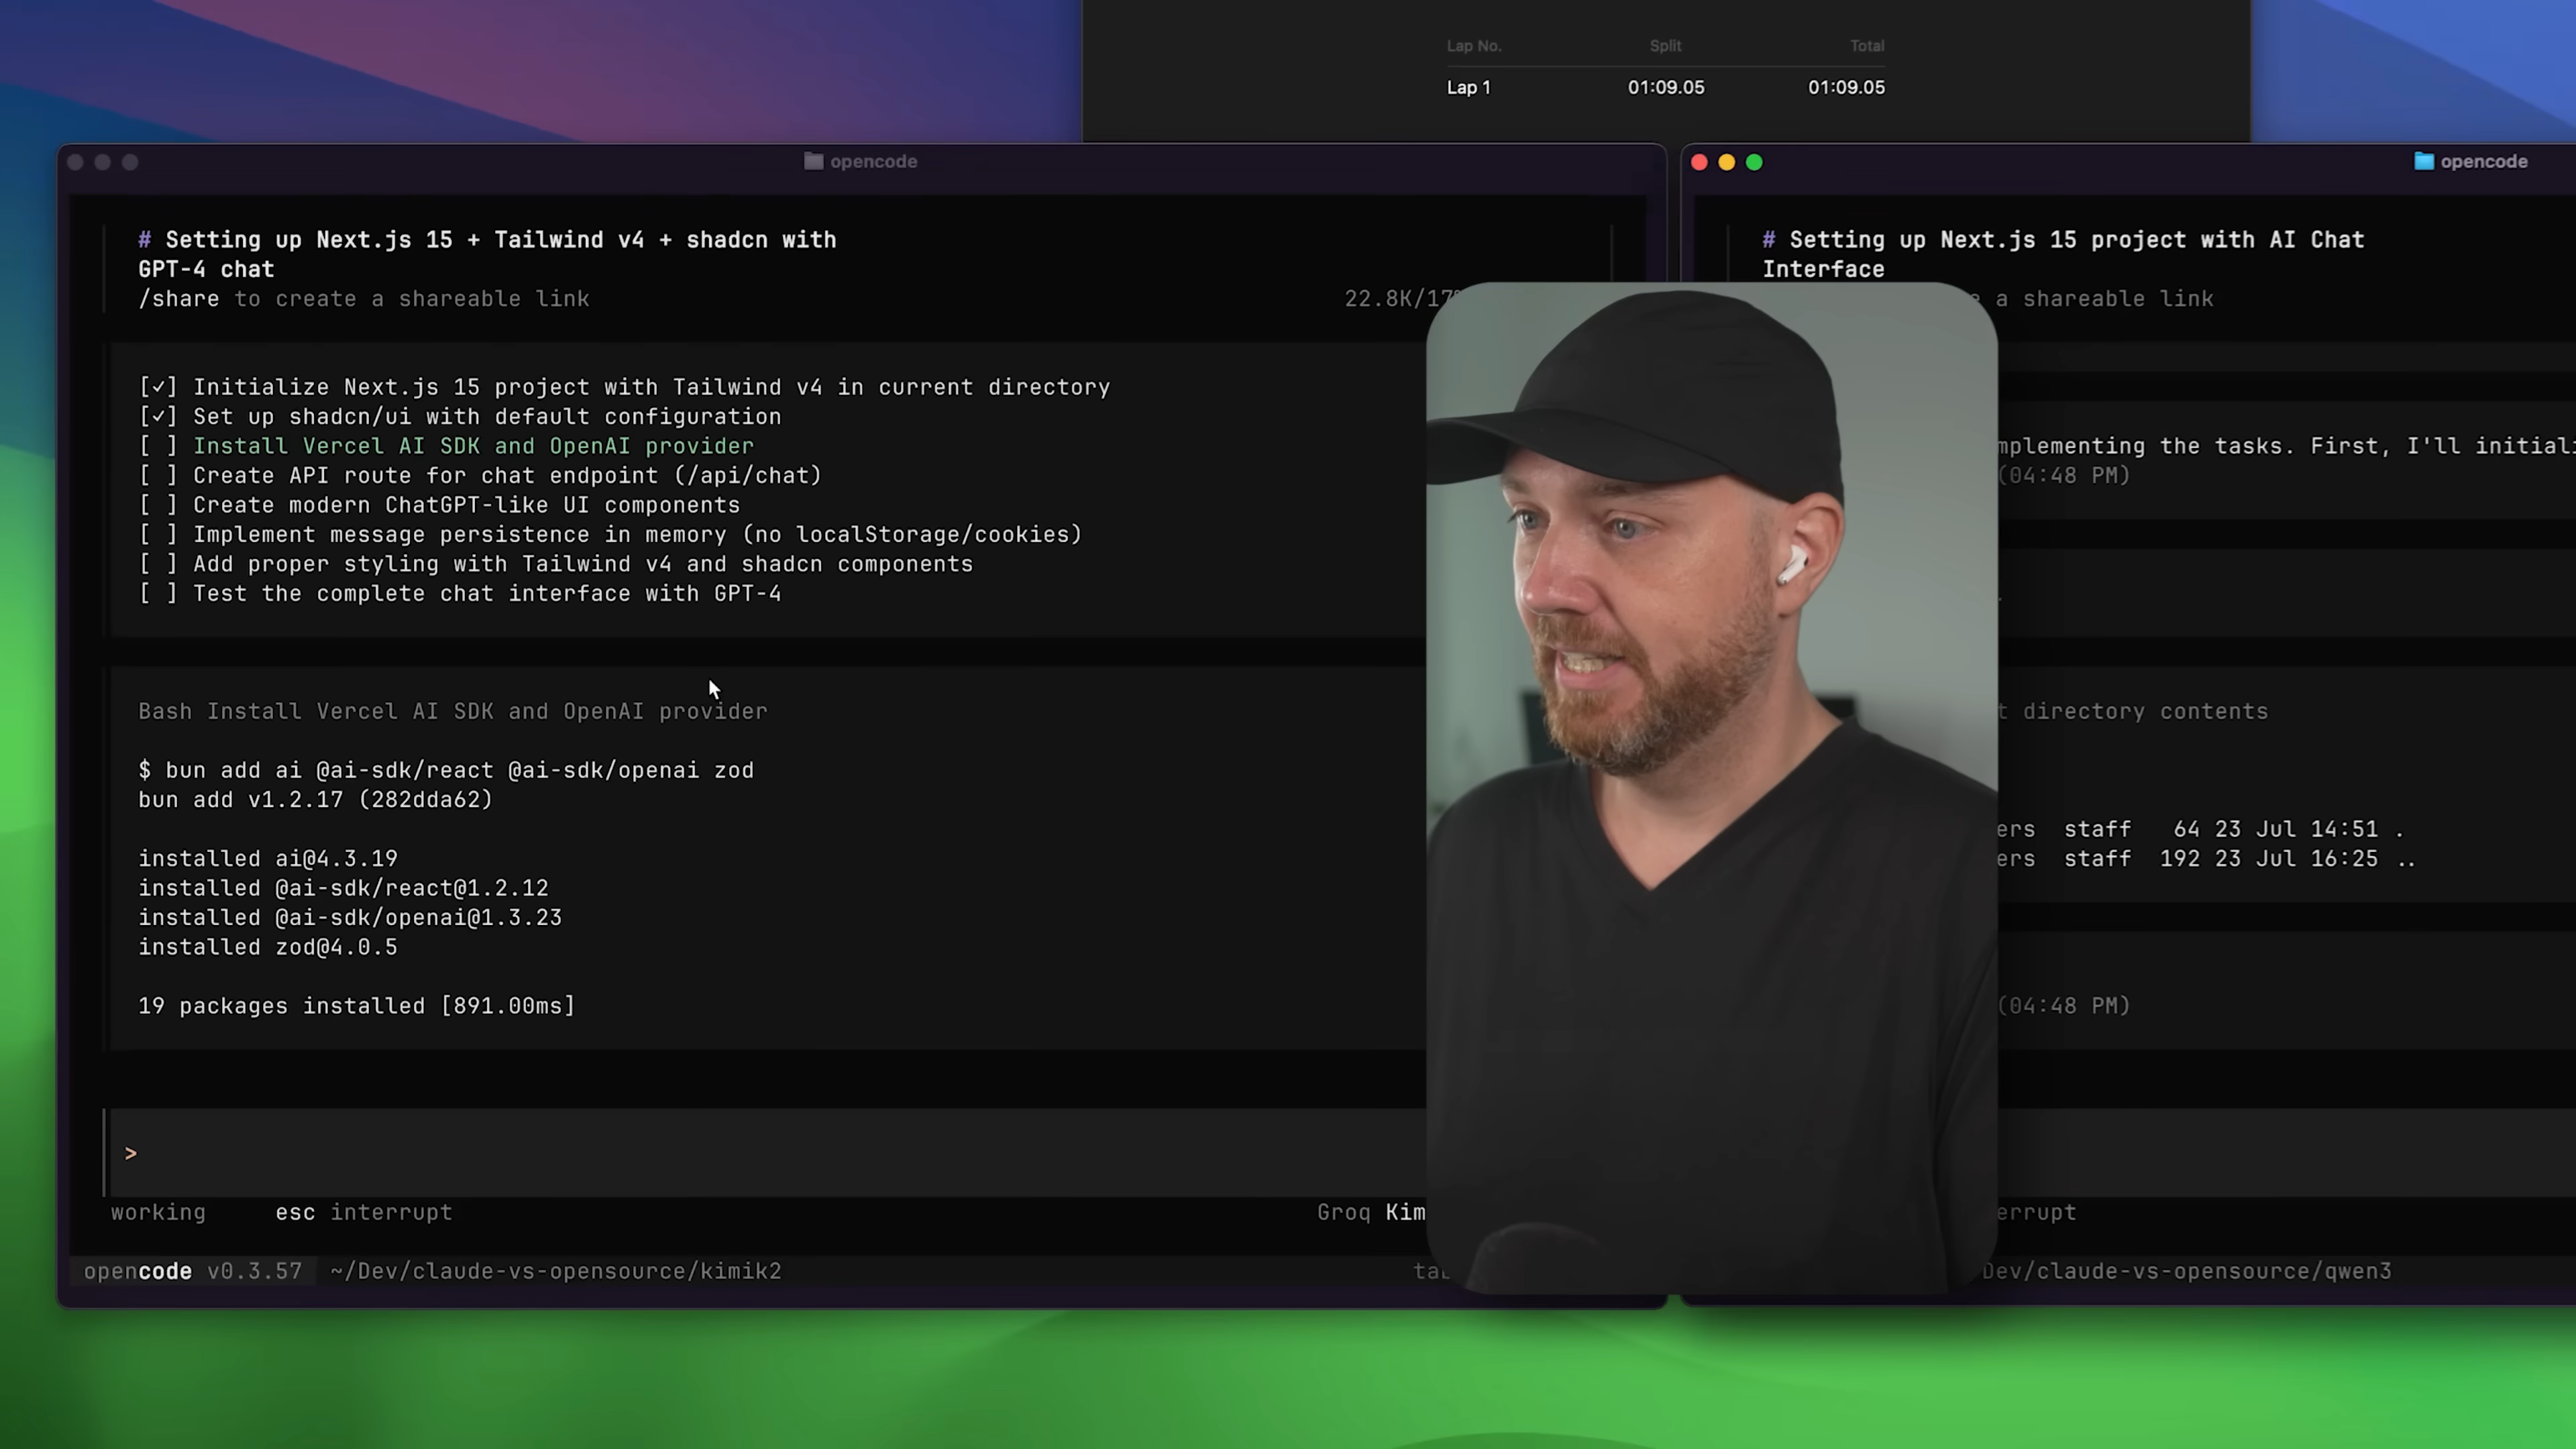 Lap No. Split Total
Lap 1 01:09.05 01:09.05
opencode
# Setting up Next.js 15 + Tailwind v4 + shadcn with
GPT-4 chat
/share to create a shareable link 22.8K/17
[✓] Initialize Next.js 15 project with Tailwind v4 in current directory
[✓] Set up shadcn/ui with default configuration
[ ] Install Vercel AI SDK and OpenAI provider
[ ] Create API route for chat endpoint (/api/chat)
[ ] Create modern ChatGPT-like UI components
[ ] Implement message persistence in memory (no localStorage/cookies)
[ ] Add proper styling with Tailwind v4 and shadcn components
[ ] Test the complete chat interface with GPT-4
Bash Install Vercel AI SDK and OpenAI provider
$ bun add ai @ai-sdk/react @ai-sdk/openai zod
bun add v1.2.17 (282dda62)
installed ai@4.3.19
installed @ai-sdk/react@1.2.12
installed @ai-sdk/openai@1.3.23
installed zod@4.0.5
19 packages installed [891.00ms]
>
working esc interrupt Groq Kim
opencode v0.3.57 ~/Dev/claude-vs-opensource/kimik2 ta
opencode
# Setting up Next.js 15 project with AI Chat
Interface
a shareable link
mplementing the tasks. First, I'll initiali
(04:48 PM)
t directory contents
ers staff 64 23 Jul 14:51 .
ers staff 192 23 Jul 16:25 ..
(04:48 PM)
errupt
Dev/claude-vs-opensource/qwen3